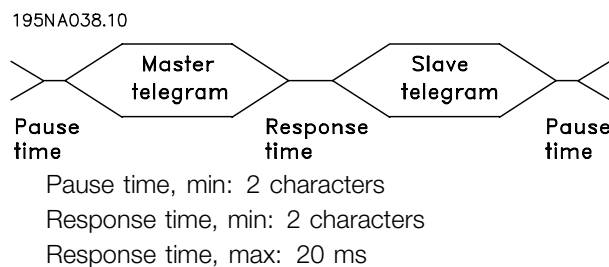 195NA038.10
Master telegram
Slave telegram
Pause time
Response time
Pause time
Pause time, min: 2 characters
Response time, min: 2 characters
Response time, max: 20 ms